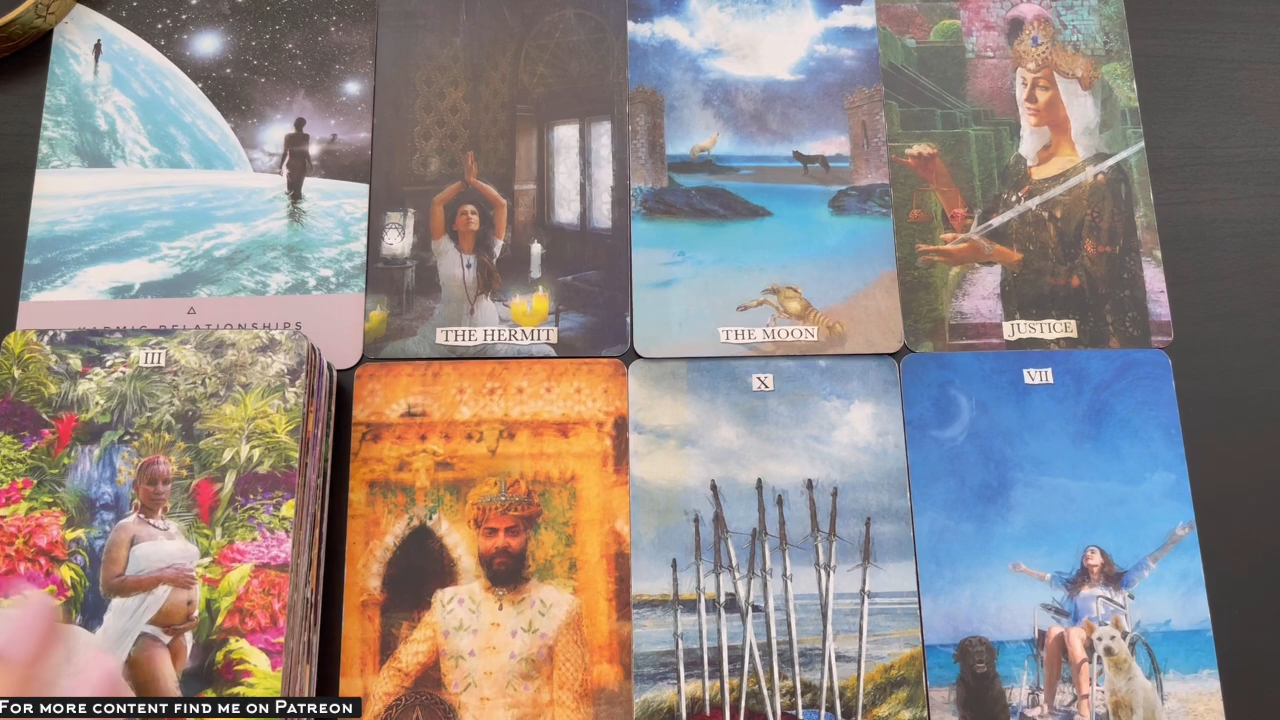 KARMIC RELATIONSHIPS
THE HERMIT
THE MOON
JUSTICE
III
X
VII
FOR MORE CONTENT FIND ME ON PATREON